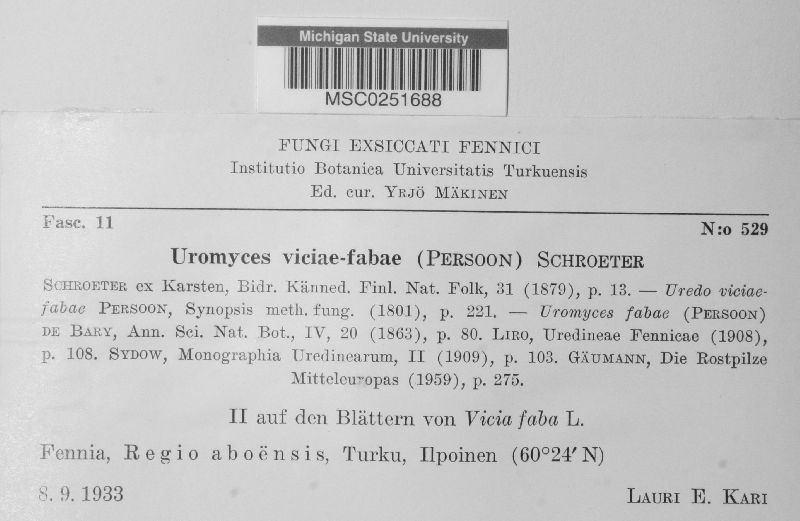 Michigan State University
MSC0251688
FUNGI EXSICCATI FENNICI
Institutio Botanica Universitatis Turkuensis
Ed. cur. YRJÖ MÄKINEN
Fasc. 11
N:o 529
Uromyces viciae-fabae (PERSOON) SCHROETER
SCHROETER ex Karsten, Bidr. Känned. Finl. Nat. Folk, 31 (1879), p. 13. — Uredo viciae-
fabae PERSOON, Synopsis meth. fung. (1801), p. 221. — Uromyces fabae (PERSOON)
DE BARY, Ann. Sci. Nat. Bot., IV, 20 (1863), p. 80. LIRO, Uredineae Fennicae (1908),
p. 108. SYDOW, Monographia Uredinearum, II (1909), p. 103. GÄUMANN, Die Rostpilze
Mitteleuropas (1959), p. 275.
II auf den Blättern von Vicia faba L.
Fennia, Regio aboënsis, Turku, Ilpoinen (60°24′ N)
8. 9. 1933
LAURI E. KARI